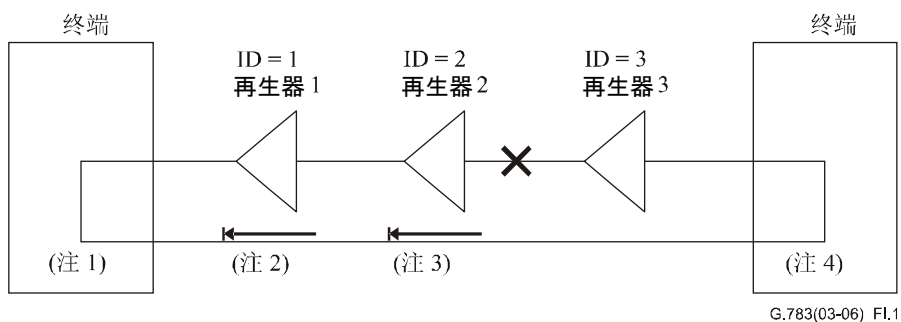 终端
终端
ID = 1
再生器 1
ID = 2
再生器 2
ID = 3
再生器 3
(注 1)
(注 2)
(注 3)
(注 4)
G.783(03-06) FI.1